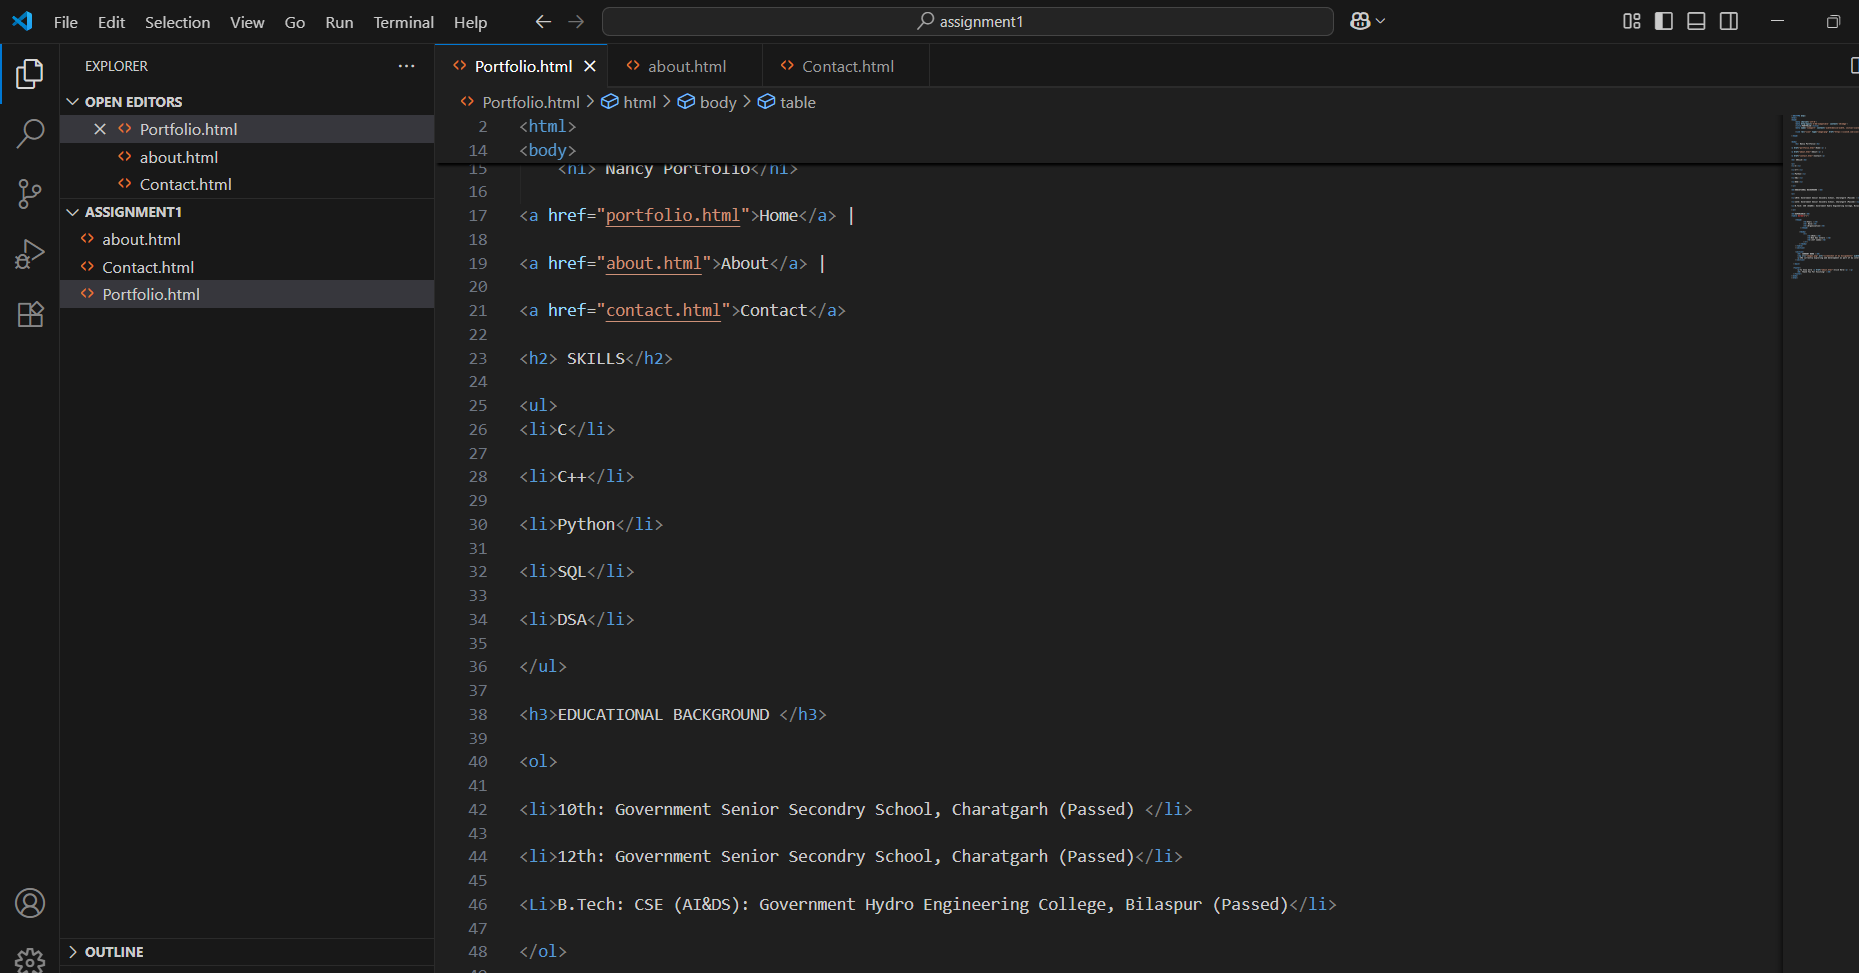 File Edit Selection View Go Run Terminal Help
assignment1
EXPLORER
OPEN EDITORS
Portfolio.html
about.html
Contact.html
ASSIGNMENT1
about.html
Contact.html
Portfolio.html
OUTLINE
Portfolio.html about.html Contact.html
Portfolio.html > html > body > table
2 <html>
14 <body>
15 <h1> Nancy Portfolio</h1>
16
17 <a href="portfolio.html">Home</a> |
18
19 <a href="about.html">About</a> |
20
21 <a href="contact.html">Contact</a>
22
23 <h2> SKILLS</h2>
24
25 <ul>
26 <li>C</li>
27
28 <li>C++</li>
29
30 <li>Python</li>
31
32 <li>SQL</li>
33
34 <li>DSA</li>
35
36 </ul>
37
38 <h3>EDUCATIONAL BACKGROUND </h3>
39
40 <ol>
41
42 <li>10th: Government Senior Secondry School, Charatgarh (Passed) </li>
43
44 <li>12th: Government Senior Secondry School, Charatgarh (Passed)</li>
45
46 <Li>B.Tech: CSE (AI&DS): Government Hydro Engineering College, Bilaspur (Passed)</li>
47
48 </ol>